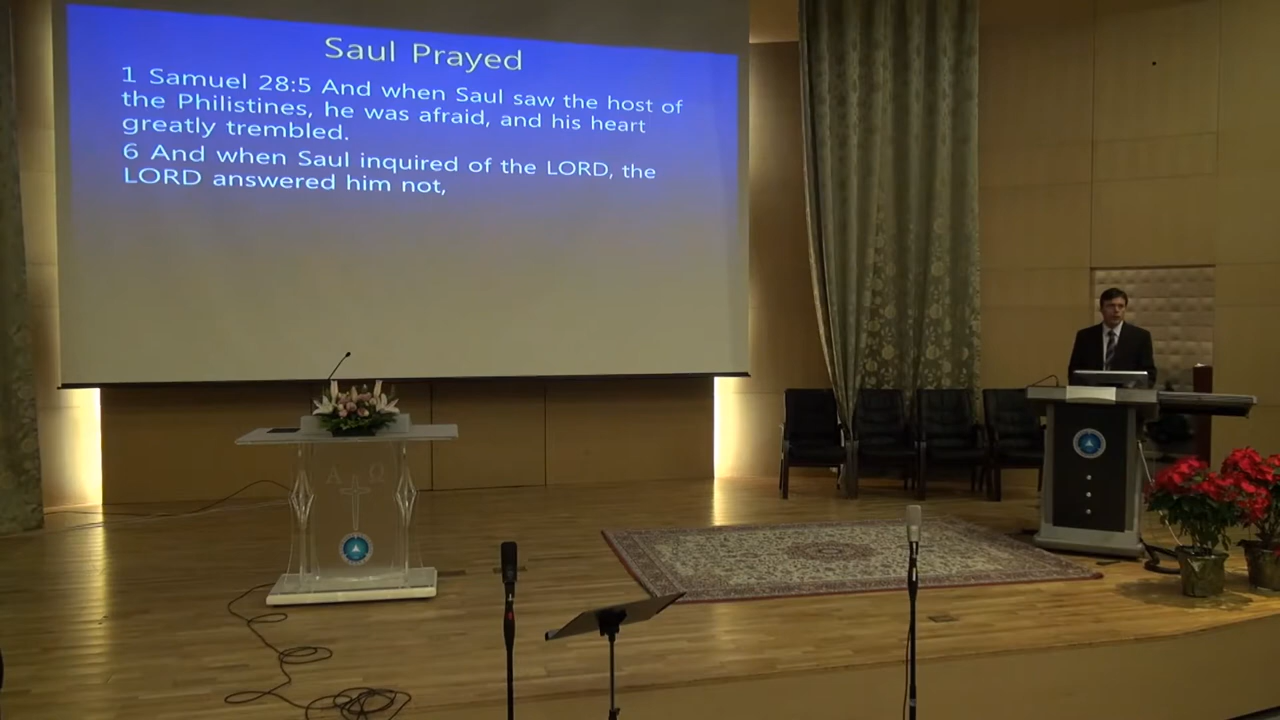 Saul Prayed
1 Samuel 28:5 And when Saul saw the host of
the Philistines, he was afraid, and his heart
greatly trembled.
6 And when Saul inquired of the LORD, the
LORD answered him not,
Α Ω